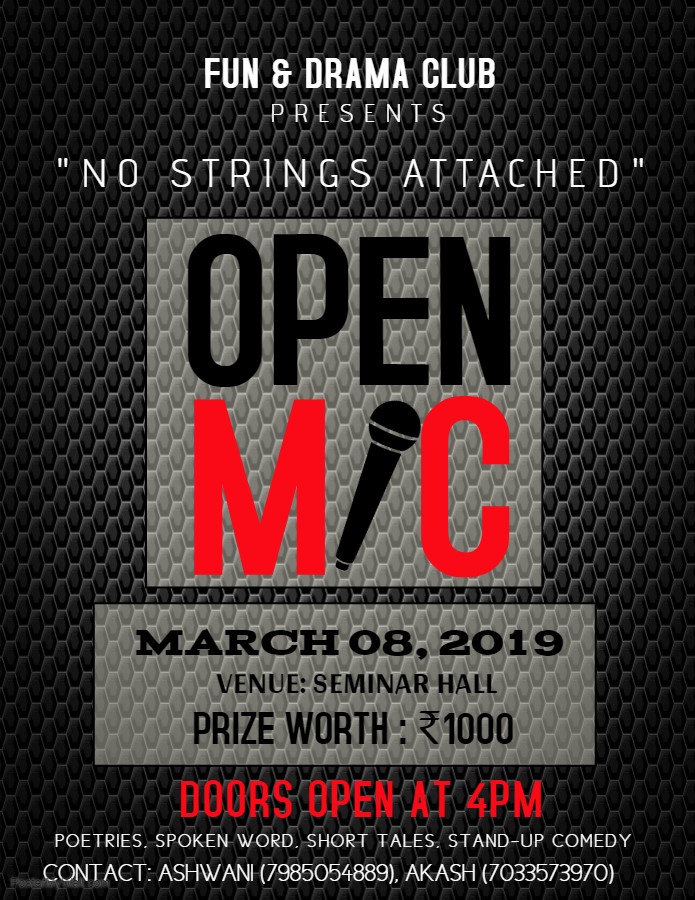 FUN & DRAMA CLUB
PRESENTS
"NO STRINGS ATTACHED"
OPEN
MIC
MARCH 08, 2019
VENUE: SEMINAR HALL
PRIZE WORTH : ₹1000
DOORS OPEN AT 4PM
POETRIES, SPOKEN WORD, SHORT TALES, STAND-UP COMEDY
CONTACT: ASHWANI (7985054889), AKASH (7033573970)